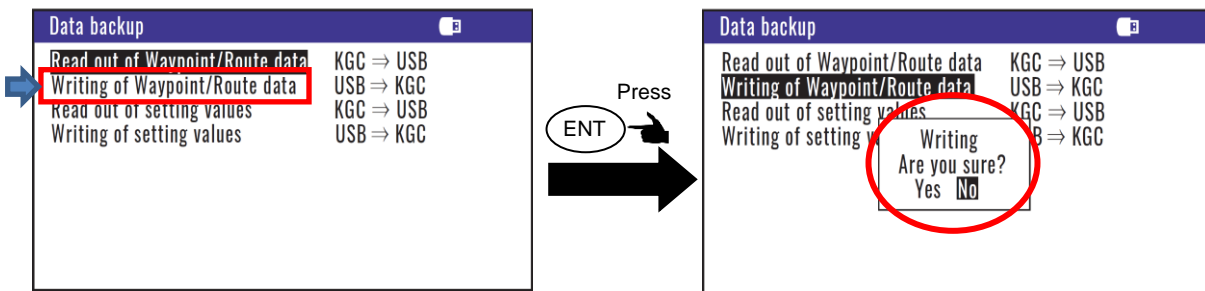 Data backup
Read out of Waypoint/Route data KGC ⇒ USB
Writing of Waypoint/Route data USB ⇒ KGC
Read out of setting values KGC ⇒ USB
Writing of setting values USB ⇒ KGC
Press
ENT
Data backup
Read out of Waypoint/Route data KGC ⇒ USB
Writing of Waypoint/Route data USB ⇒ KGC
Read out of setting values KGC ⇒ USB
Writing of setting ⇒ KGC
Writing
Are you sure?
Yes No